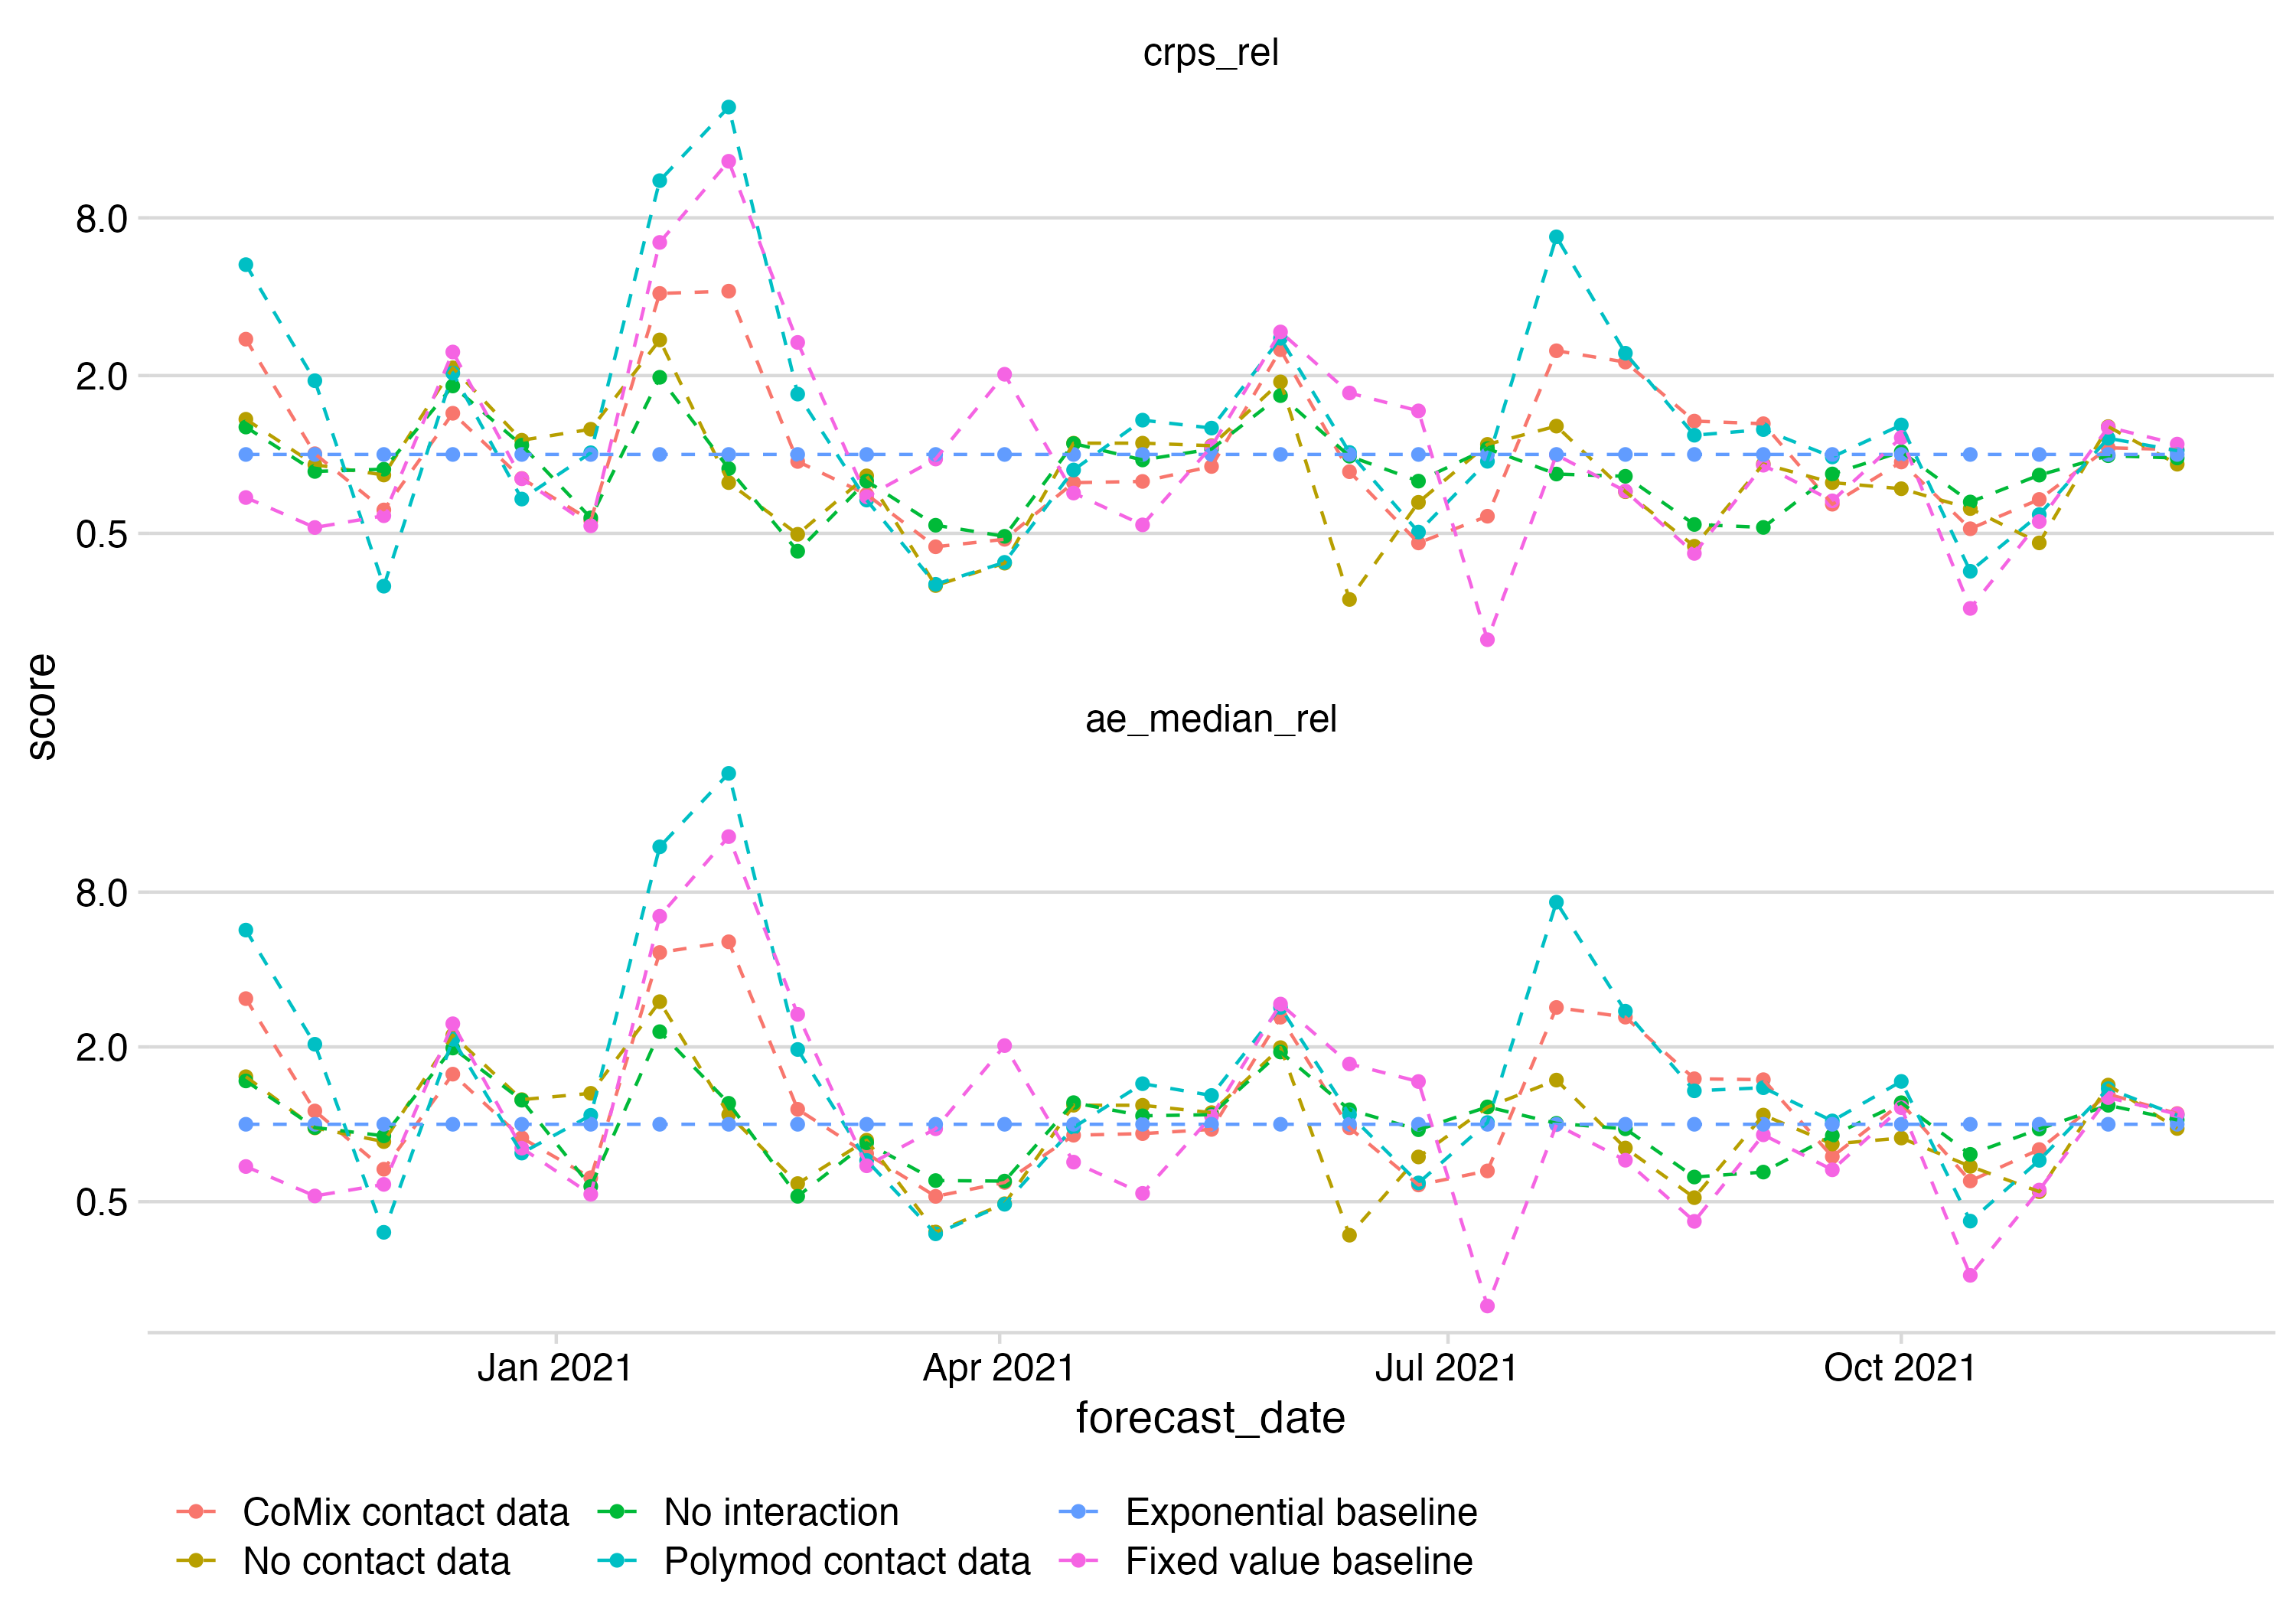 crps_rel
8.0
2.0
0.5
score
ae_median_rel
8.0
2.0
0.5
Jan 2021 Apr 2021 Jul 2021 Oct 2021
forecast_date
CoMix contact data No interaction Exponential baseline
No contact data Polymod contact data Fixed value baseline